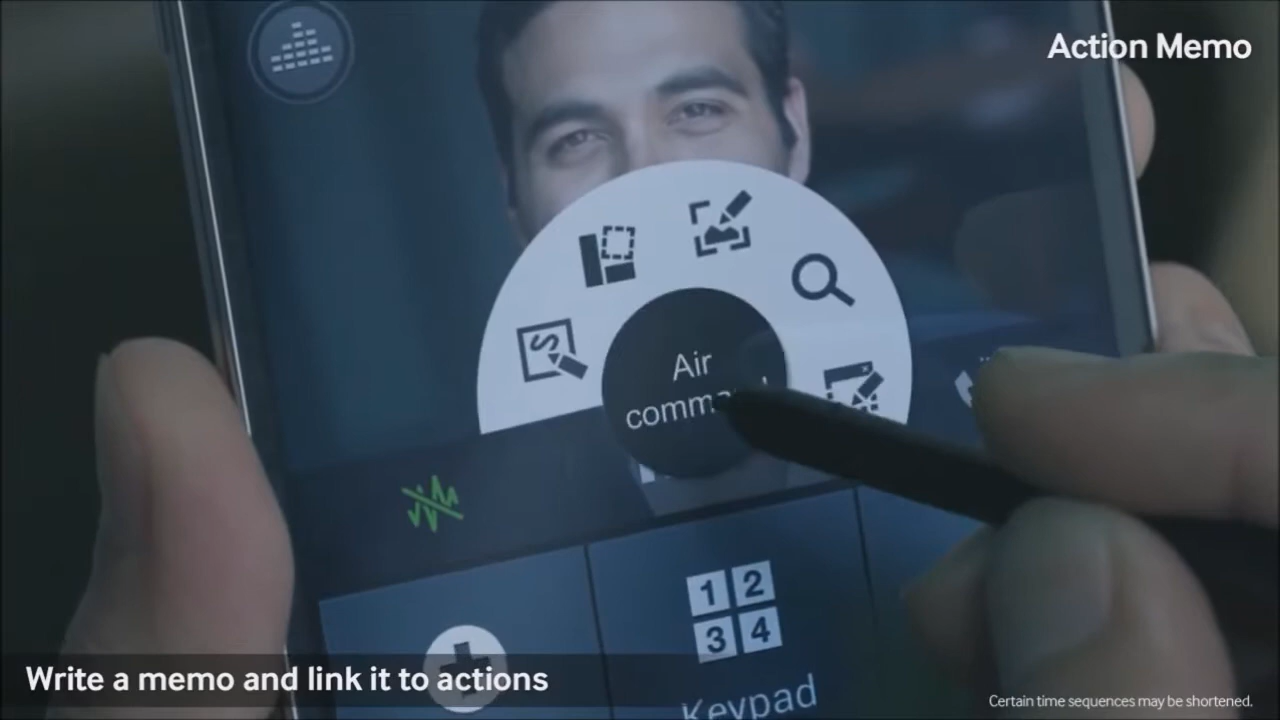 Action Memo
Air
command
1 2
3 4
Keypad
Write a memo and link it to actions
Certain time sequences may be shortened.